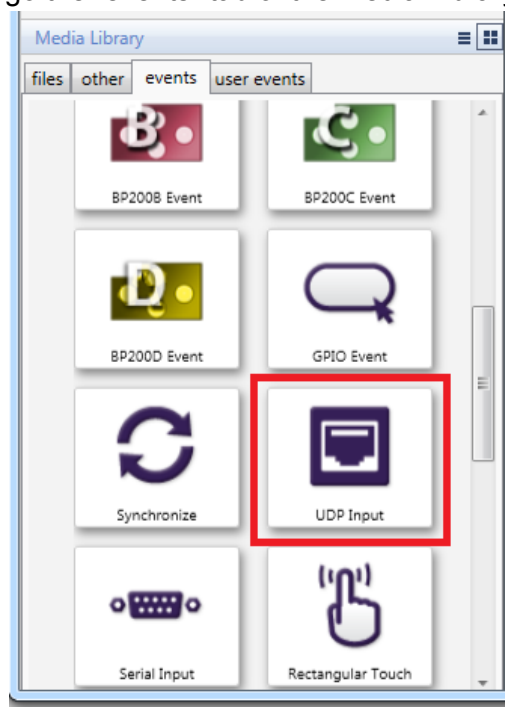 Media Library
files other events user events
B C
BP200B Event BP200C Event
D
BP200D Event GPIO Event
Synchronize UDP Input
Serial Input Rectangular Touch